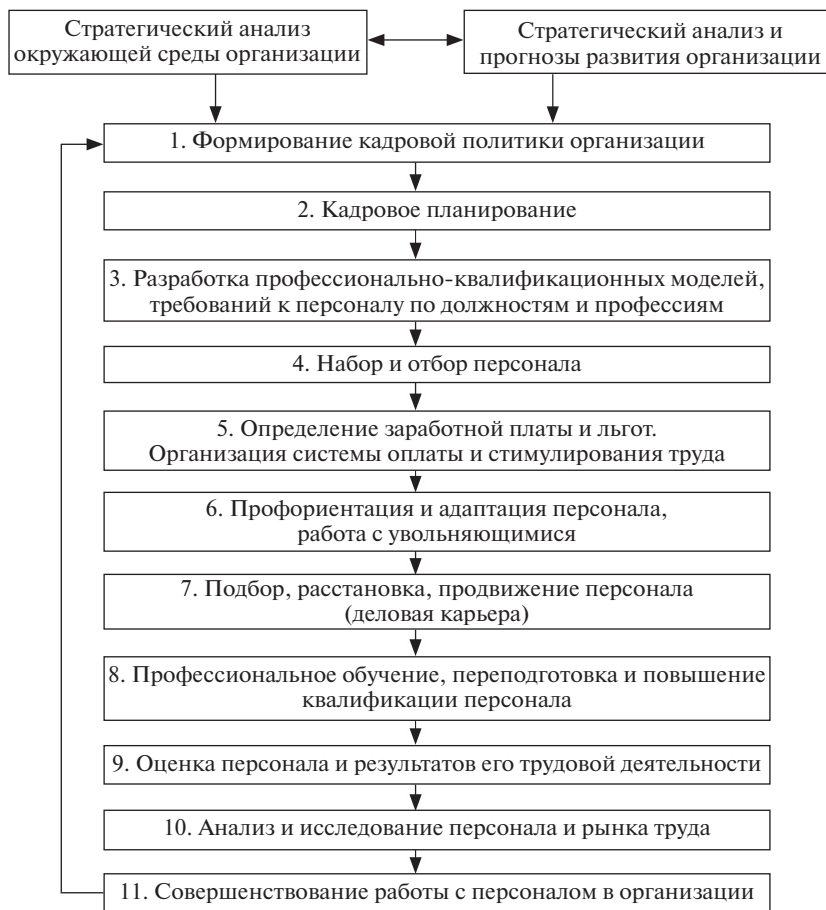 Стратегический анализ
окружающей среды организации
Стратегический анализ и
прогнозы развития организации
1. Формирование кадровой политики организации
2. Кадровое планирование
3. Разработка профессионально-квалификационных моделей,
требований к персоналу по должностям и профессиям
4. Набор и отбор персонала
5. Определение заработной платы и льгот.
Организация системы оплаты и стимулирования труда
6. Профориентация и адаптация персонала,
работа с увольняющимися
7. Подбор, расстановка, продвижение персонала
(деловая карьера)
8. Профессиональное обучение, переподготовка и повышение
квалификации персонала
9. Оценка персонала и результатов его трудовой деятельности
10. Анализ и исследование персонала и рынка труда
11. Совершенствование работы с персоналом в организации